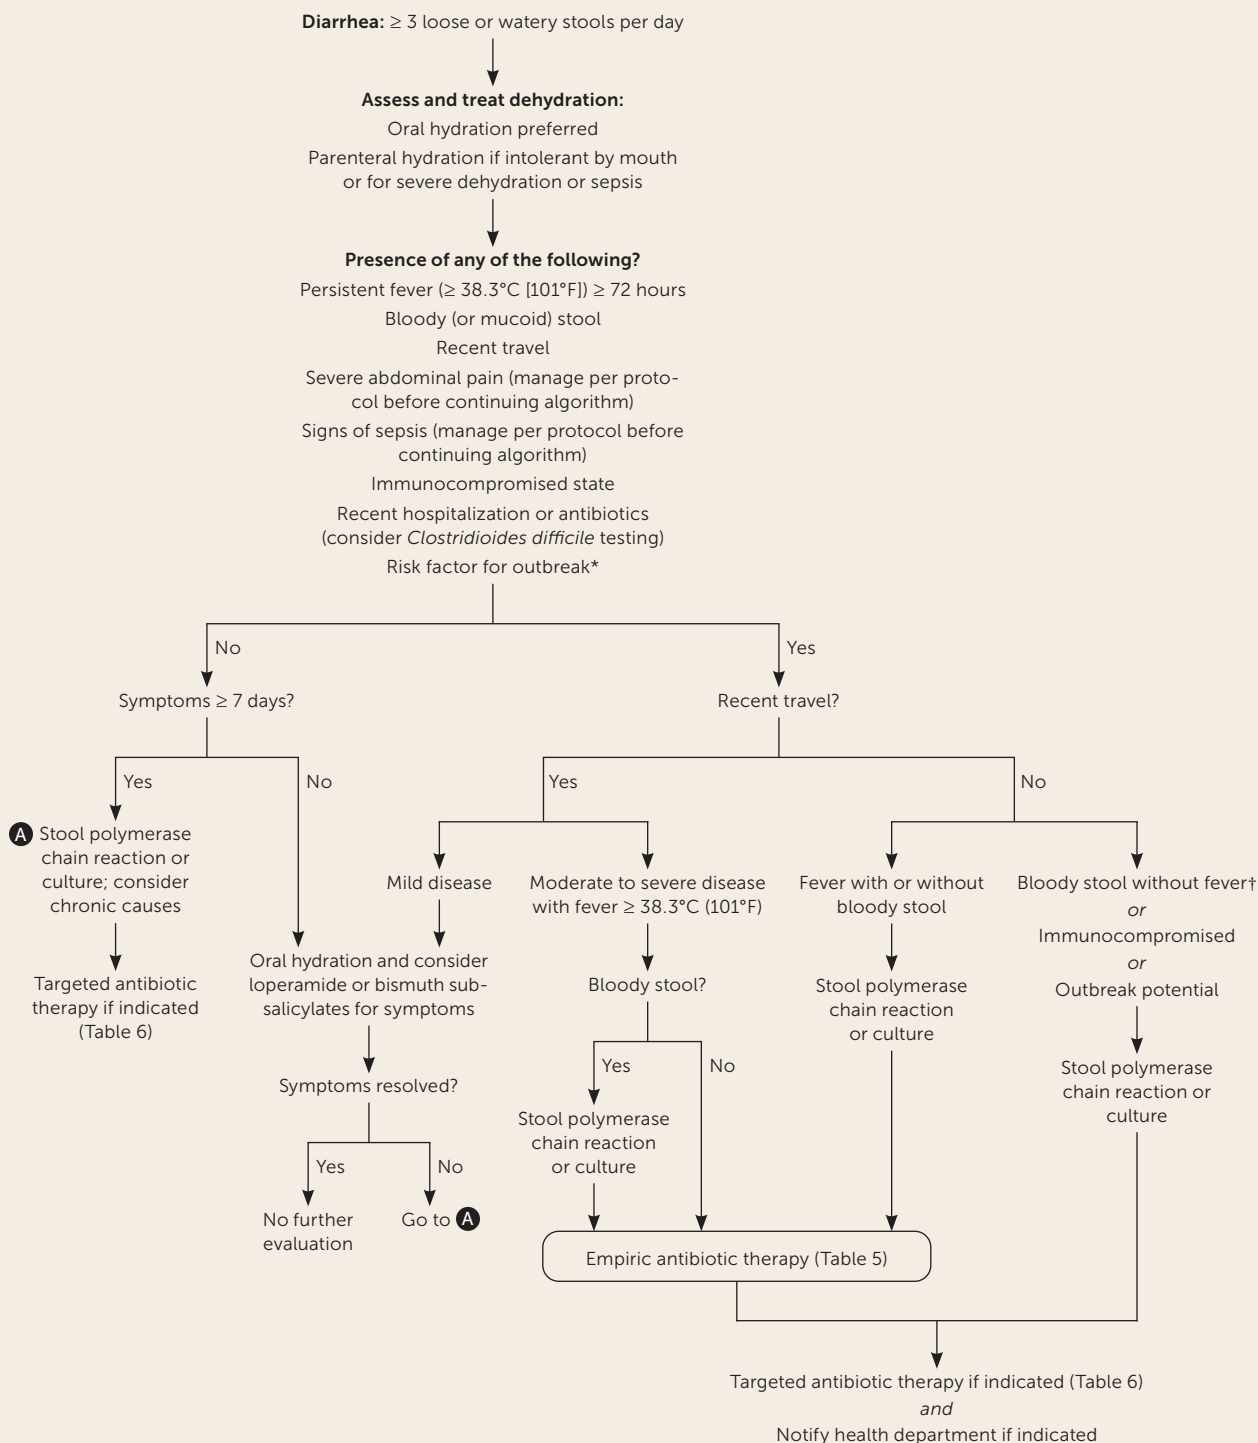 Diarrhea: ≥ 3 loose or watery stools per day
Assess and treat dehydration:
Oral hydration preferred
Parenteral hydration if intolerant by mouth
or for severe dehydration or sepsis
Presence of any of the following?
Persistent fever (≥ 38.3°C [101°F]) ≥ 72 hours
Bloody (or mucoid) stool
Recent travel
Severe abdominal pain (manage per proto-
col before continuing algorithm)
Signs of sepsis (manage per protocol before
continuing algorithm)
Immunocompromised state
Recent hospitalization or antibiotics
(consider Clostridioides difficile testing)
Risk factor for outbreak*
No
Yes
Symptoms ≥ 7 days?
Recent travel?
Yes
No
Yes
No
A Stool polymerase
chain reaction or
culture; consider
chronic causes
Targeted antibiotic
therapy if indicated
(Table 6)
Mild disease
Oral hydration and consider
loperamide or bismuth sub-
salicylates for symptoms
Symptoms resolved?
Yes
No
No further
evaluation
Go to A
Moderate to severe disease
with fever ≥ 38.3°C (101°F)
Bloody stool?
Yes
No
Stool polymerase
chain reaction
or culture
Fever with or without
bloody stool
Stool polymerase
chain reaction
or culture
Bloody stool without fever†
or
Immunocompromised
or
Outbreak potential
Stool polymerase
chain reaction or
culture
Empiric antibiotic therapy (Table 5)
Targeted antibiotic therapy if indicated (Table 6)
and
Notify health department if indicated